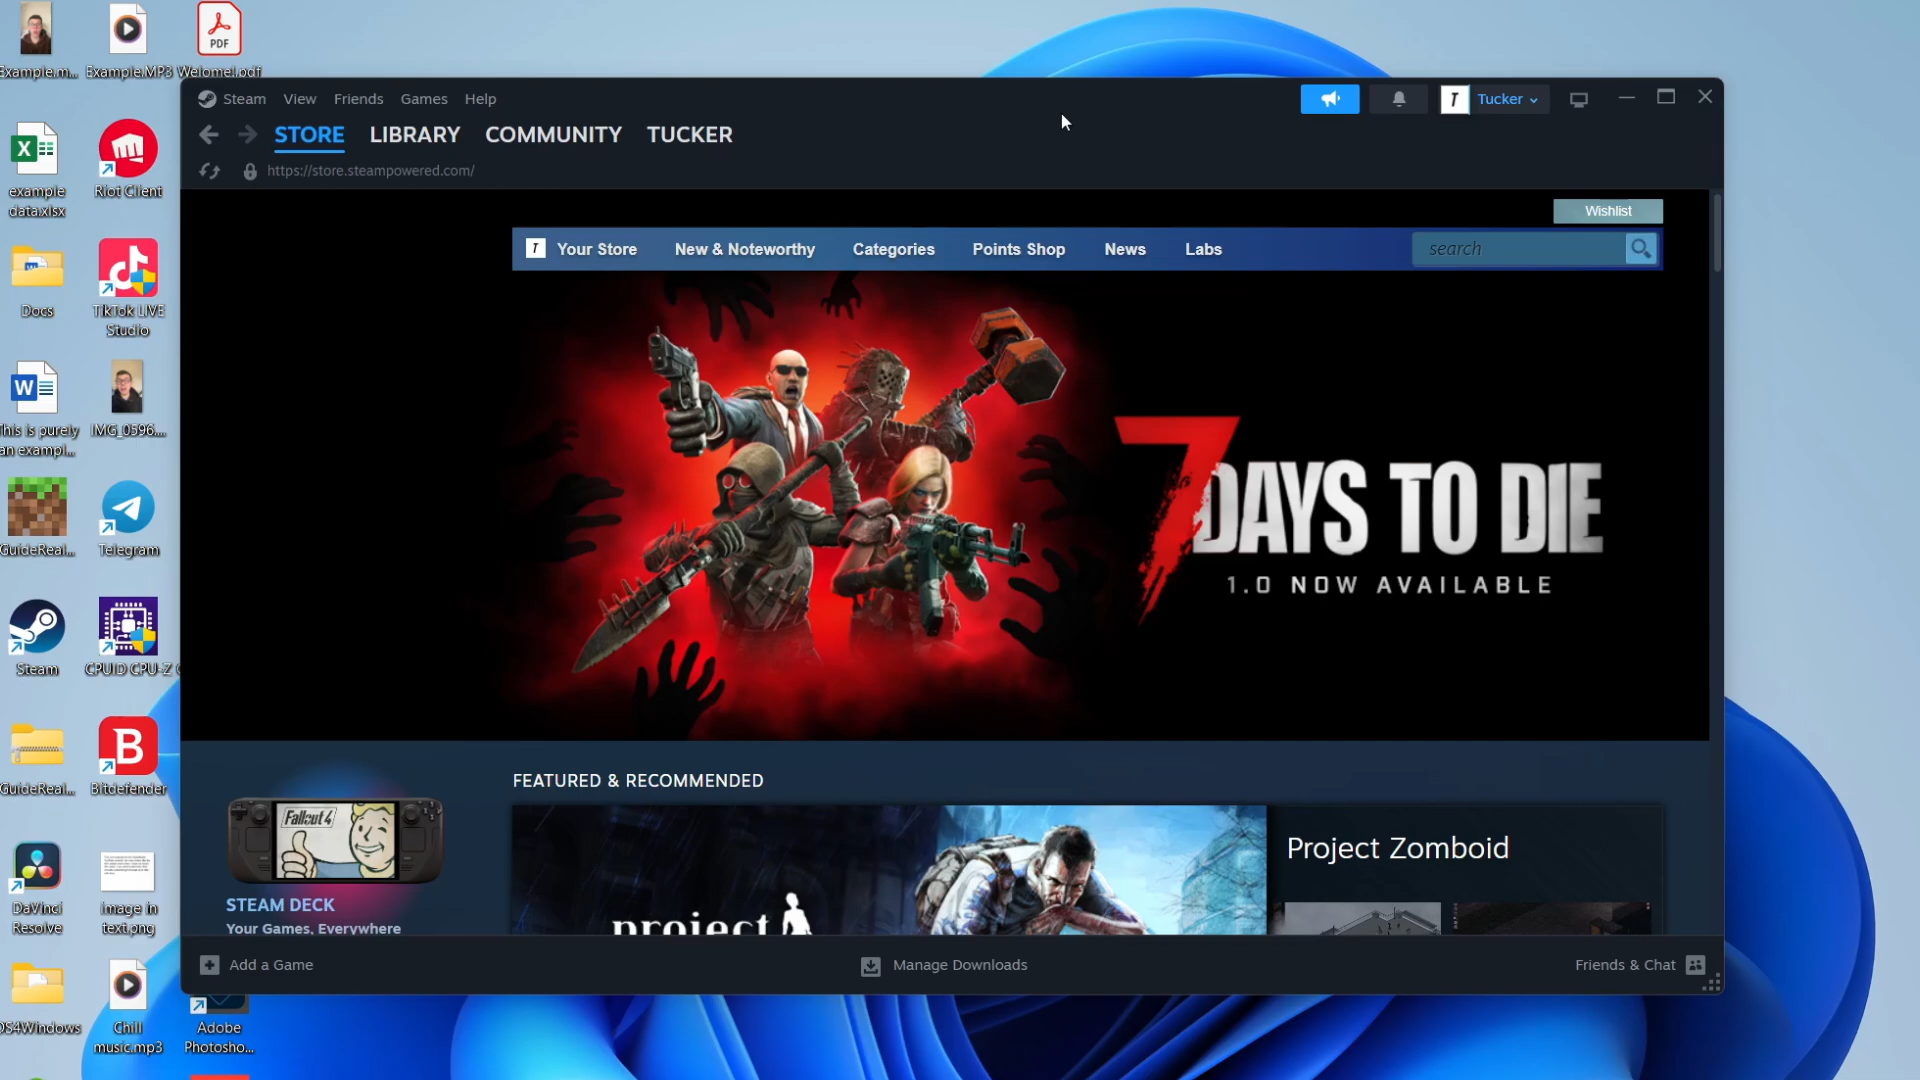 Example.m...
Example.MP3
Welome!.pdf
PDF
Steam
View
Friends
Games
Help
Tucker
STORE
LIBRARY
COMMUNITY
TUCKER
https://store.steampowered.com/
Wishlist
Your Store
New & Noteworthy
Categories
Points Shop
News
Labs
search
example
data.xlsx
Riot Client
Docs
TikTok LIVE
Studio
This is purely
an exampl...
IMG_0596....
GuideReal...
Telegram
Steam
CPUID CPU-Z
GuideReal...
Bitdefender
DaVinci
Resolve
image in
text.png
DS4Windows
Chill
music.mp3
Adobe
Photosho...
7 DAYS TO DIE
1.0 NOW AVAILABLE
FEATURED & RECOMMENDED
Fallout 4
STEAM DECK
Your Games, Everywhere
project
Project Zomboid
Add a Game
Manage Downloads
Friends & Chat